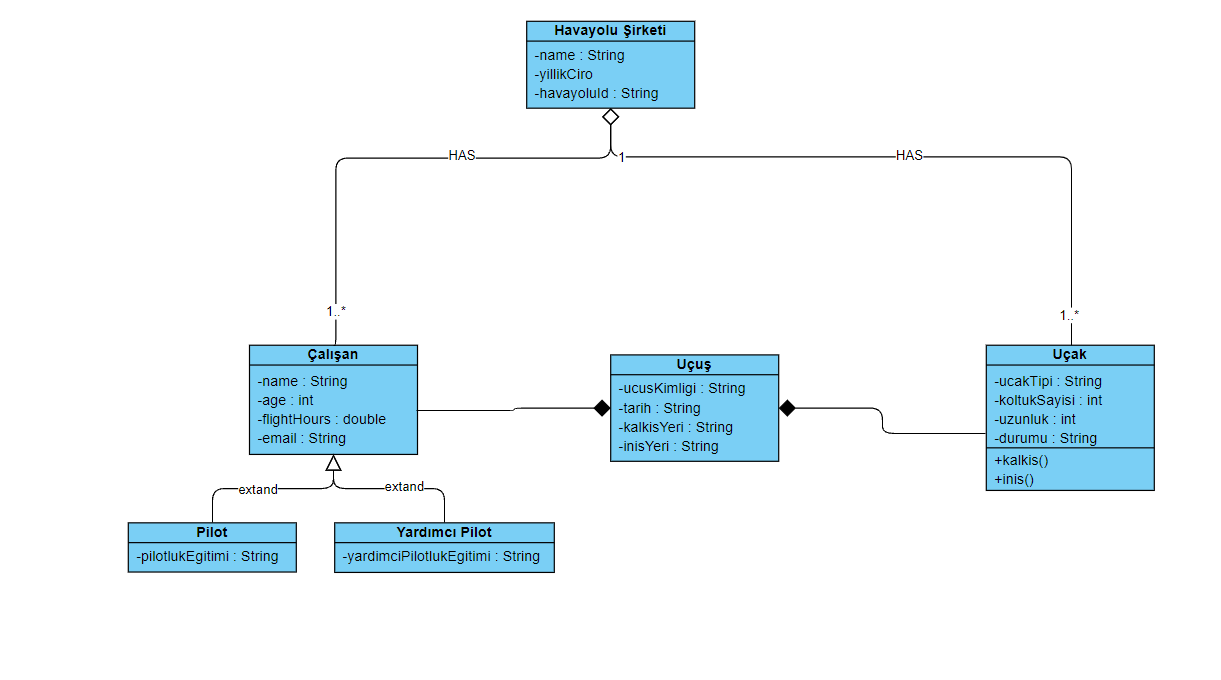 Havayolu Şirketi
-name : String
-yillikCiro
-havayoluId : String
HAS
1
HAS
1..*
1..*
Çalışan
-name : String
-age : int
-flightHours : double
-email : String
Uçuş
-ucusKimligi : String
-tarih : String
-kalkisYeri : String
-inisYeri : String
Uçak
-ucakTipi : String
-koltukSayisi : int
-uzunluk : int
-durumu : String
+kalkis()
+inis()
extand
extand
Pilot
-pilotlukEgitimi : String
Yardımcı Pilot
-yardimciPilotlukEgitimi : String